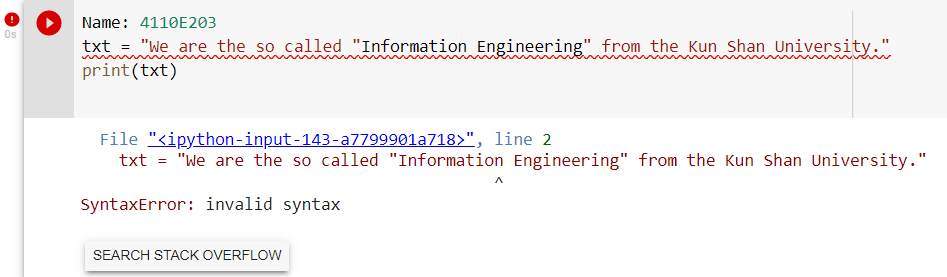 Name: 4110E203
0s
txt = "We are the so called "Information Engineering" from the Kun Shan University."
print(txt)
File "<ipython-input-143-a7799901a718>", line 2
txt = "We are the so called "Information Engineering" from the Kun Shan University."
^
SyntaxError: invalid syntax
SEARCH STACK OVERFLOW